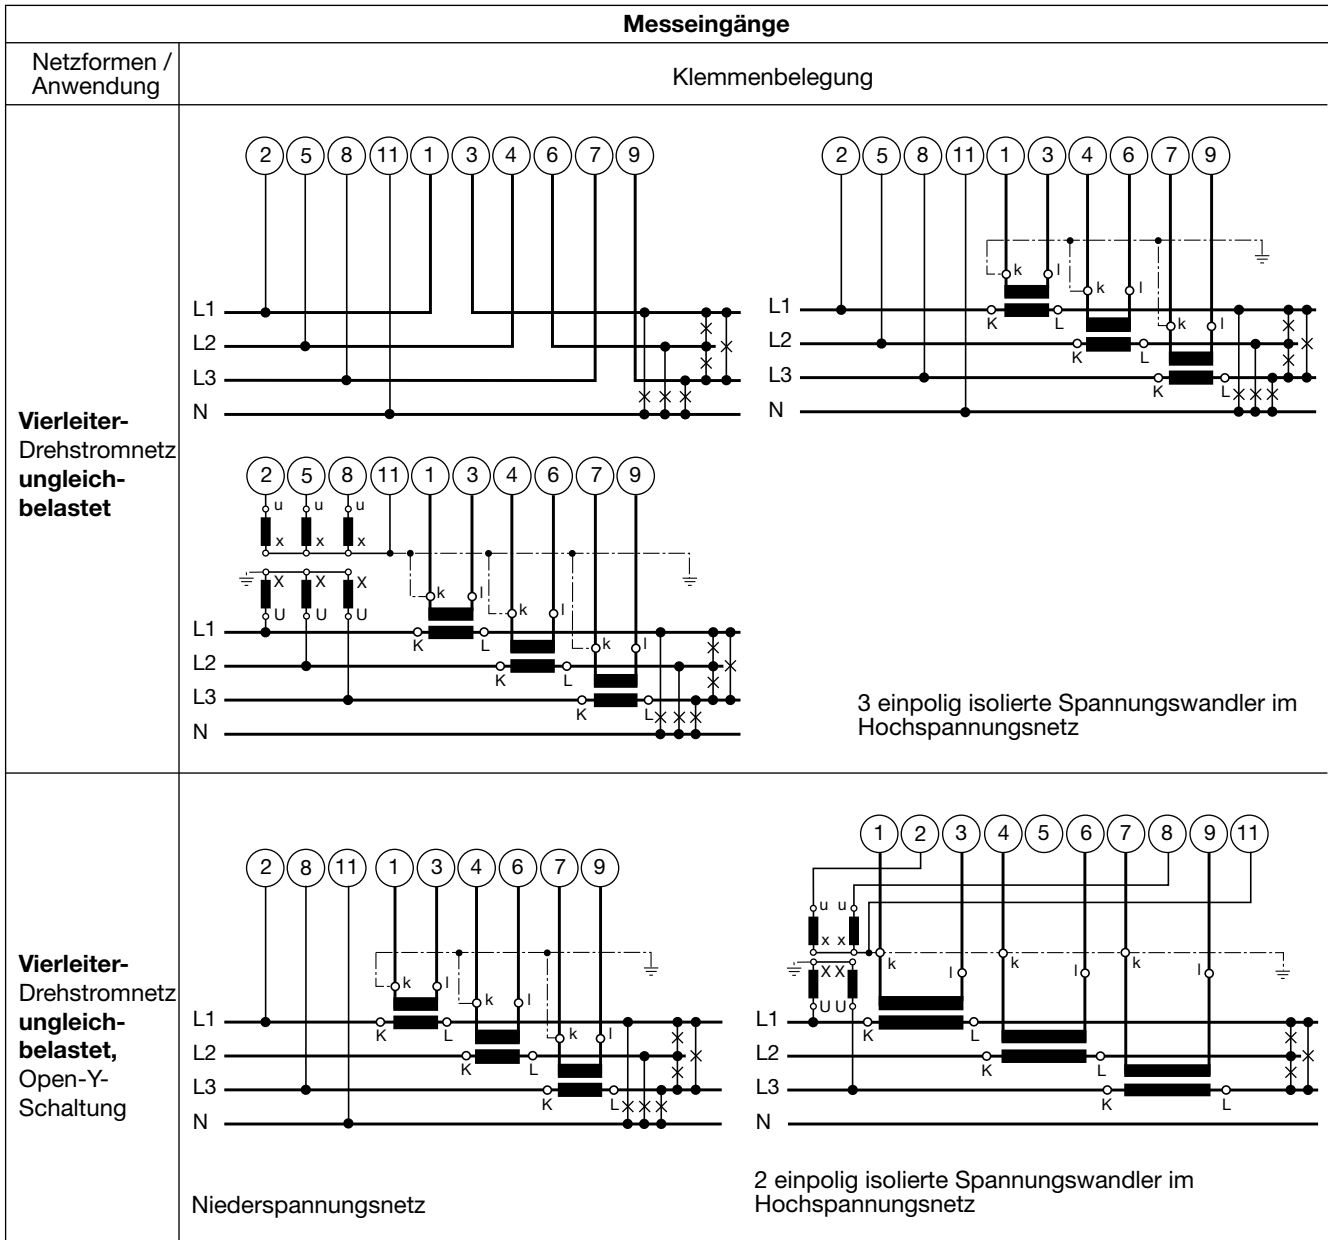 Messeingänge
Netzformen /
Anwendung
Klemmenbelegung
Vierleiter-
Drehstromnetz
ungleich-
belastet
2 5 8 11 1 3 4 6 7 9
L1
L2
L3
N
2 5 8 11 1 3 4 6 7 9
k l
k l
k l
L1
K L
L2
K L
L3
K L
N
2 5 8 11 1 3 4 6 7 9
u u u
x x x
X X X
U U U
k l
k l
k l
L1
K L
L2
K L
L3
K L
N
3 einpolig isolierte Spannungswandler im
Hochspannungsnetz
Vierleiter-
Drehstromnetz
ungleich-
belastet,
Open-Y-
Schaltung
2 8 11 1 3 4 6 7 9
k l
k l
k l
L1
K L
L2
K L
L3
K L
N
Niederspannungsnetz
1 2 3 4 5 6 7 8 9 11
u u
x x
X X
U U
k l k l k l
L1
K L
L2
K L
L3
K L
N
2 einpolig isolierte Spannungswandler im
Hochspannungsnetz